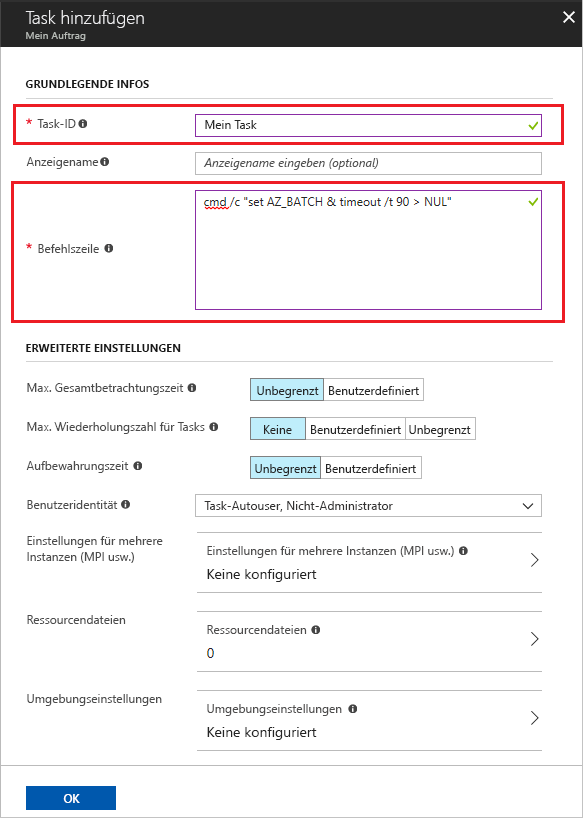 Task hinzufügen
Mein Auftrag
GRUNDLEGENDE INFOS
* Task-ID
Mein Task
Anzeigename
Anzeigename eingeben (optional)
* Befehlszeile
cmd /c "set AZ_BATCH & timeout /t 90 > NUL"
ERWEITERTE EINSTELLUNGEN
Max. Gesamtbetrachtungszeit
Unbegrenzt Benutzerdefiniert
Max. Wiederholungszahl für Tasks
Keine Benutzerdefiniert Unbegrenzt
Aufbewahrungszeit
Unbegrenzt Benutzerdefiniert
Benutzeridentität
Task-Autouser, Nicht-Administrator
Einstellungen für mehrere
Instanzen (MPI usw.)
Einstellungen für mehrere Instanzen (MPI usw.)
Keine konfiguriert
Ressourcendateien
Ressourcendateien
0
Umgebungseinstellungen
Umgebungseinstellungen
Keine konfiguriert
OK